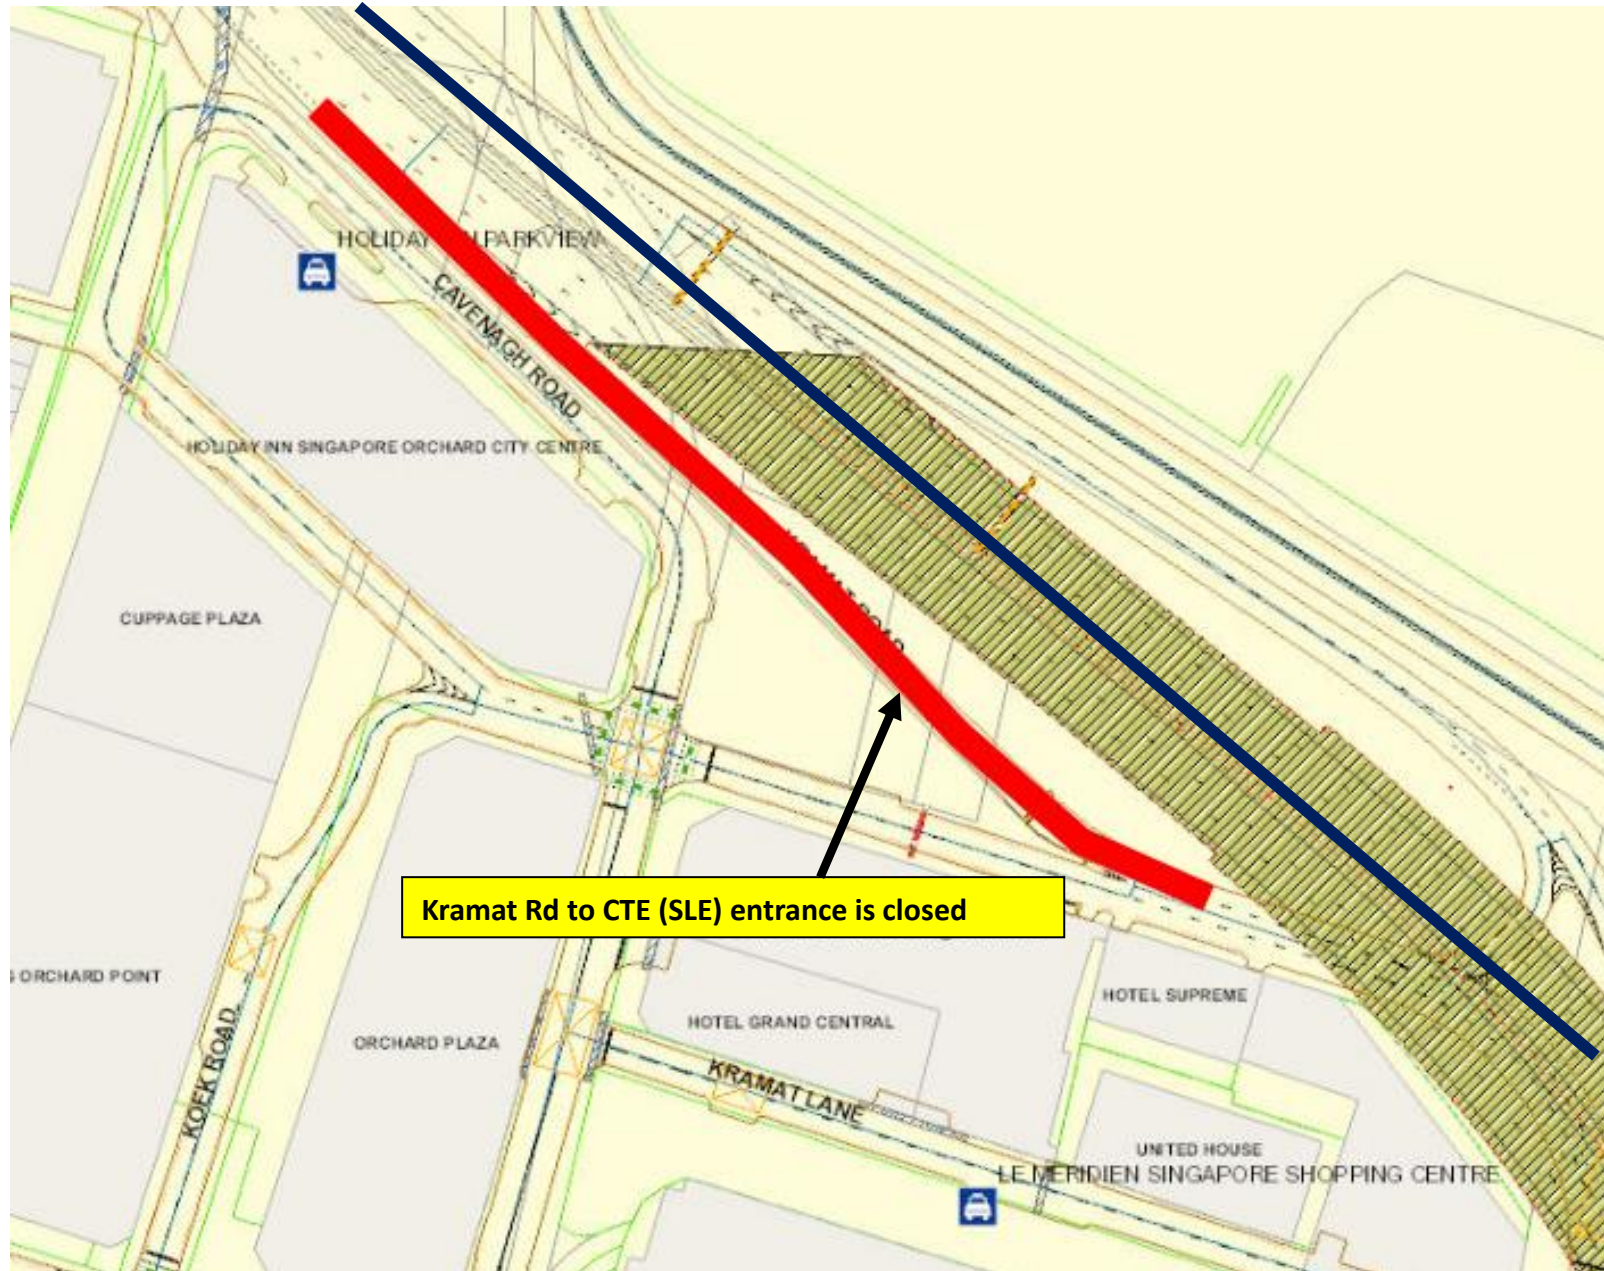 HOLIDAY INN PARKVIEW
CAVENAGH ROAD
HOLIDAY INN SINGAPORE ORCHARD CITY CENTRE
CUPPAGE PLAZA
ROAD
Kramat Rd to CTE (SLE) entrance is closed
ORCHARD POINT
HOTEL SUPREME
HOTEL GRAND CENTRAL
ORCHARD PLAZA
KOEK ROAD
KRAMAT LANE
UNITED HOUSE
LE MERIDIEN SINGAPORE SHOPPING CENTRE